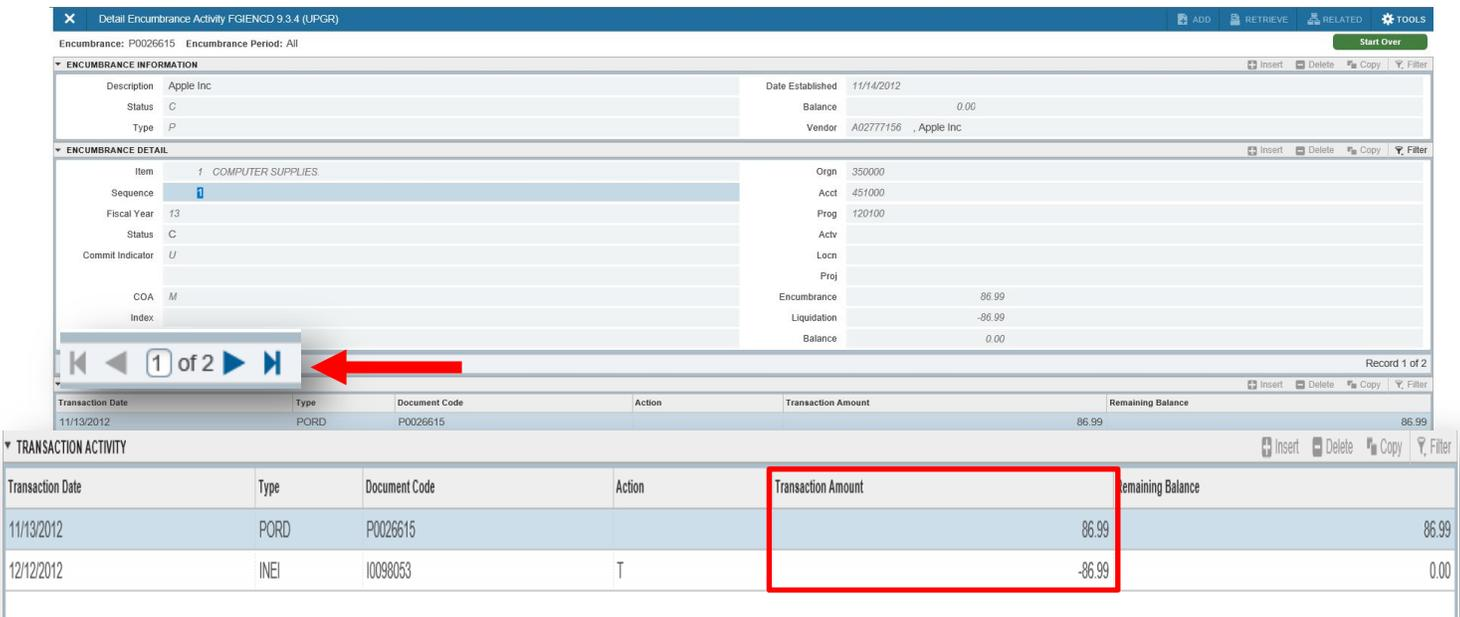 ✕ Detail Encumbrance Activity FGIENCD 9.3.4 (UPGR) ADD RETRIEVE RELATED TOOLS
Encumbrance: P0026615 Encumbrance Period: All Start Over
ENCUMBRANCE INFORMATION Insert Delete Copy Filter
Description Apple Inc Date Established 11/14/2012
Status C Balance 0.00
Type P Vendor A02777156 , Apple Inc
ENCUMBRANCE DETAIL Insert Delete Copy Filter
Item 1 COMPUTER SUPPLIES. Orgn 350000
Sequence 1 Acct 451000
Fiscal Year 13 Prog 120100
Status C Actv
Commit Indicator U Locn
Proj
COA M Encumbrance 86.99
Index Liquidation -86.99
Balance 0.00
1 of 2 Record 1 of 2
Insert Delete Copy Filter
Transaction Date Type Document Code Action Transaction Amount Remaining Balance
11/13/2012 PORD P0026615 86.99 86.99
TRANSACTION ACTIVITY Insert Delete Copy Filter
Transaction Date Type Document Code Action Transaction Amount Remaining Balance
11/13/2012 PORD P0026615 86.99 86.99
12/12/2012 INEI I0098053 T -86.99 0.00